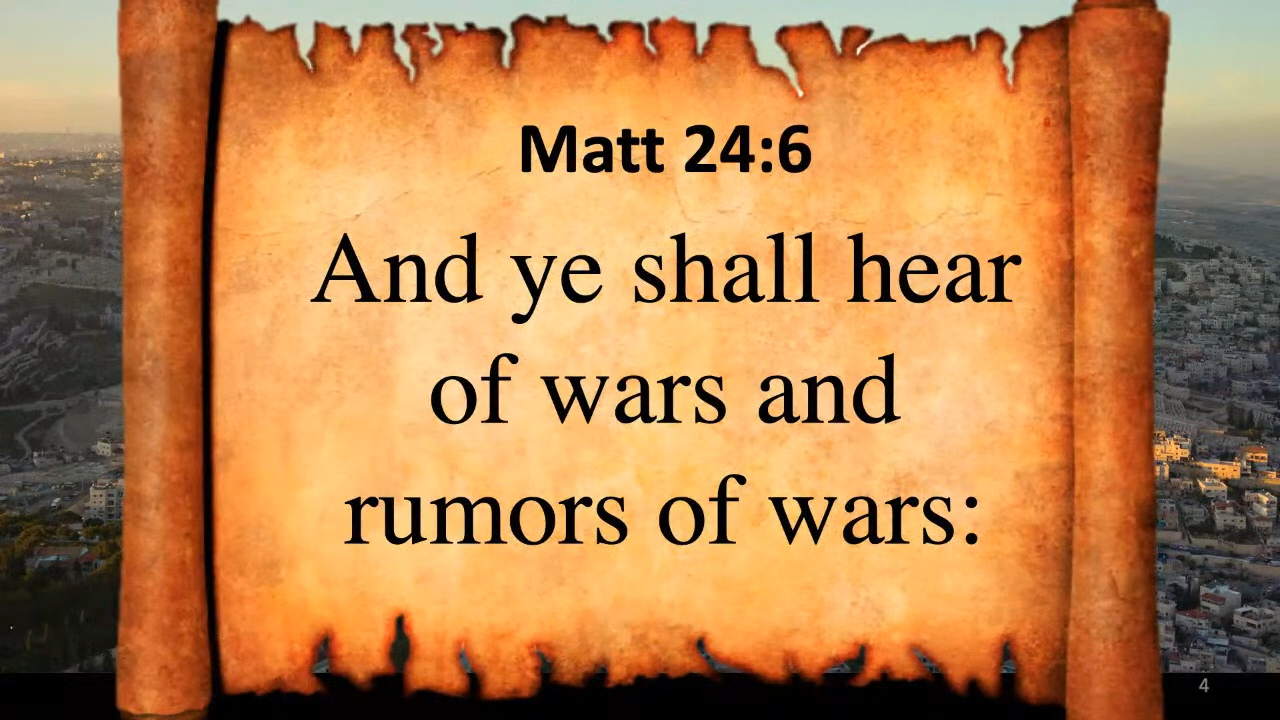 Matt 24:6
And ye shall hear
of wars and
rumors of wars:
4